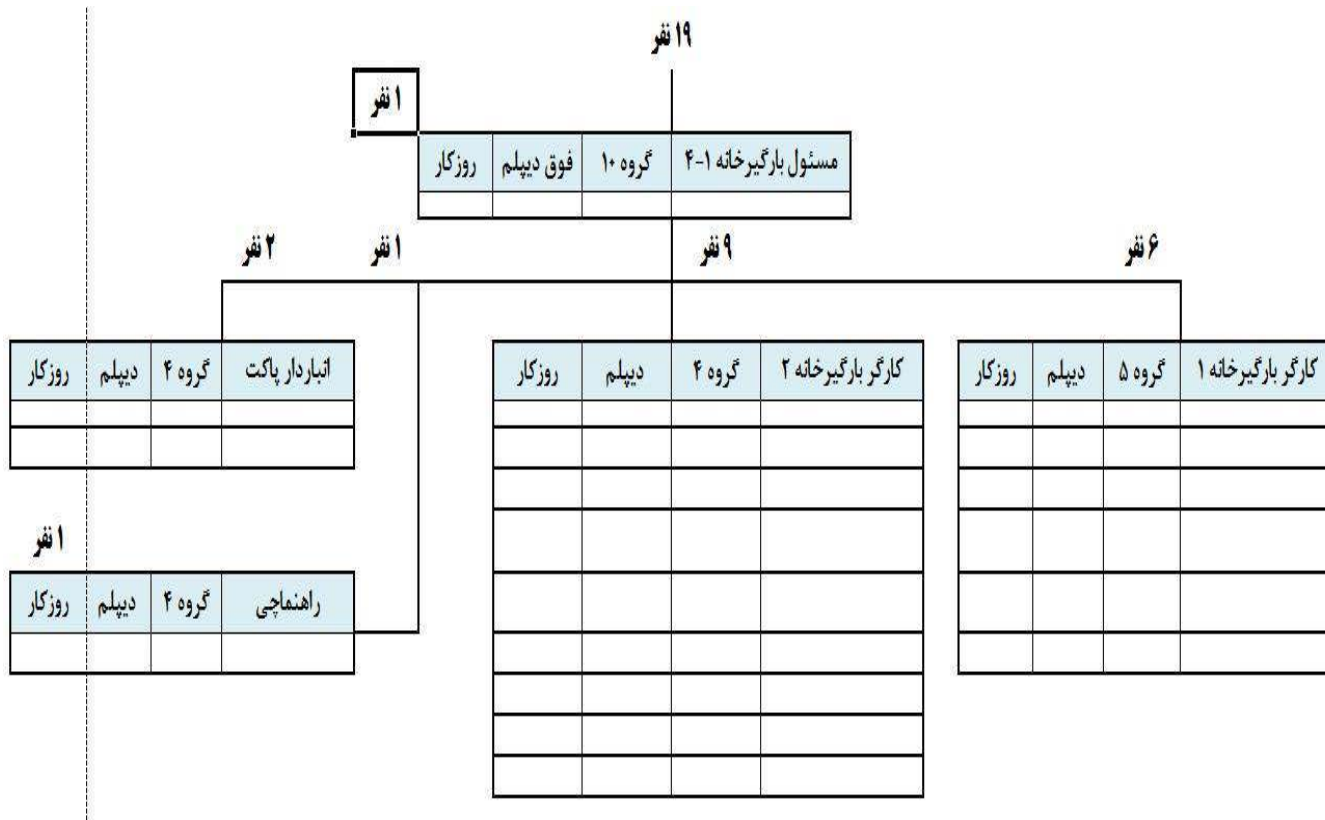 ۱۹ نفر
۱ نفر
مسئول بارگیرخانه ۱-۴ گروه ۱۰ فوق دیپلم روزکار
۶ نفر ۹ نفر ۱ نفر ۲ نفر
کارگر بارگیرخانه ۱ گروه ۵ دیپلم روزکار
کارگر بارگیرخانه ۲ گروه ۴ دیپلم روزکار
انباردار پاکت گروه ۴ دیپلم روزکار
۱ نفر
راهنماچی گروه ۴ دیپلم روزکار